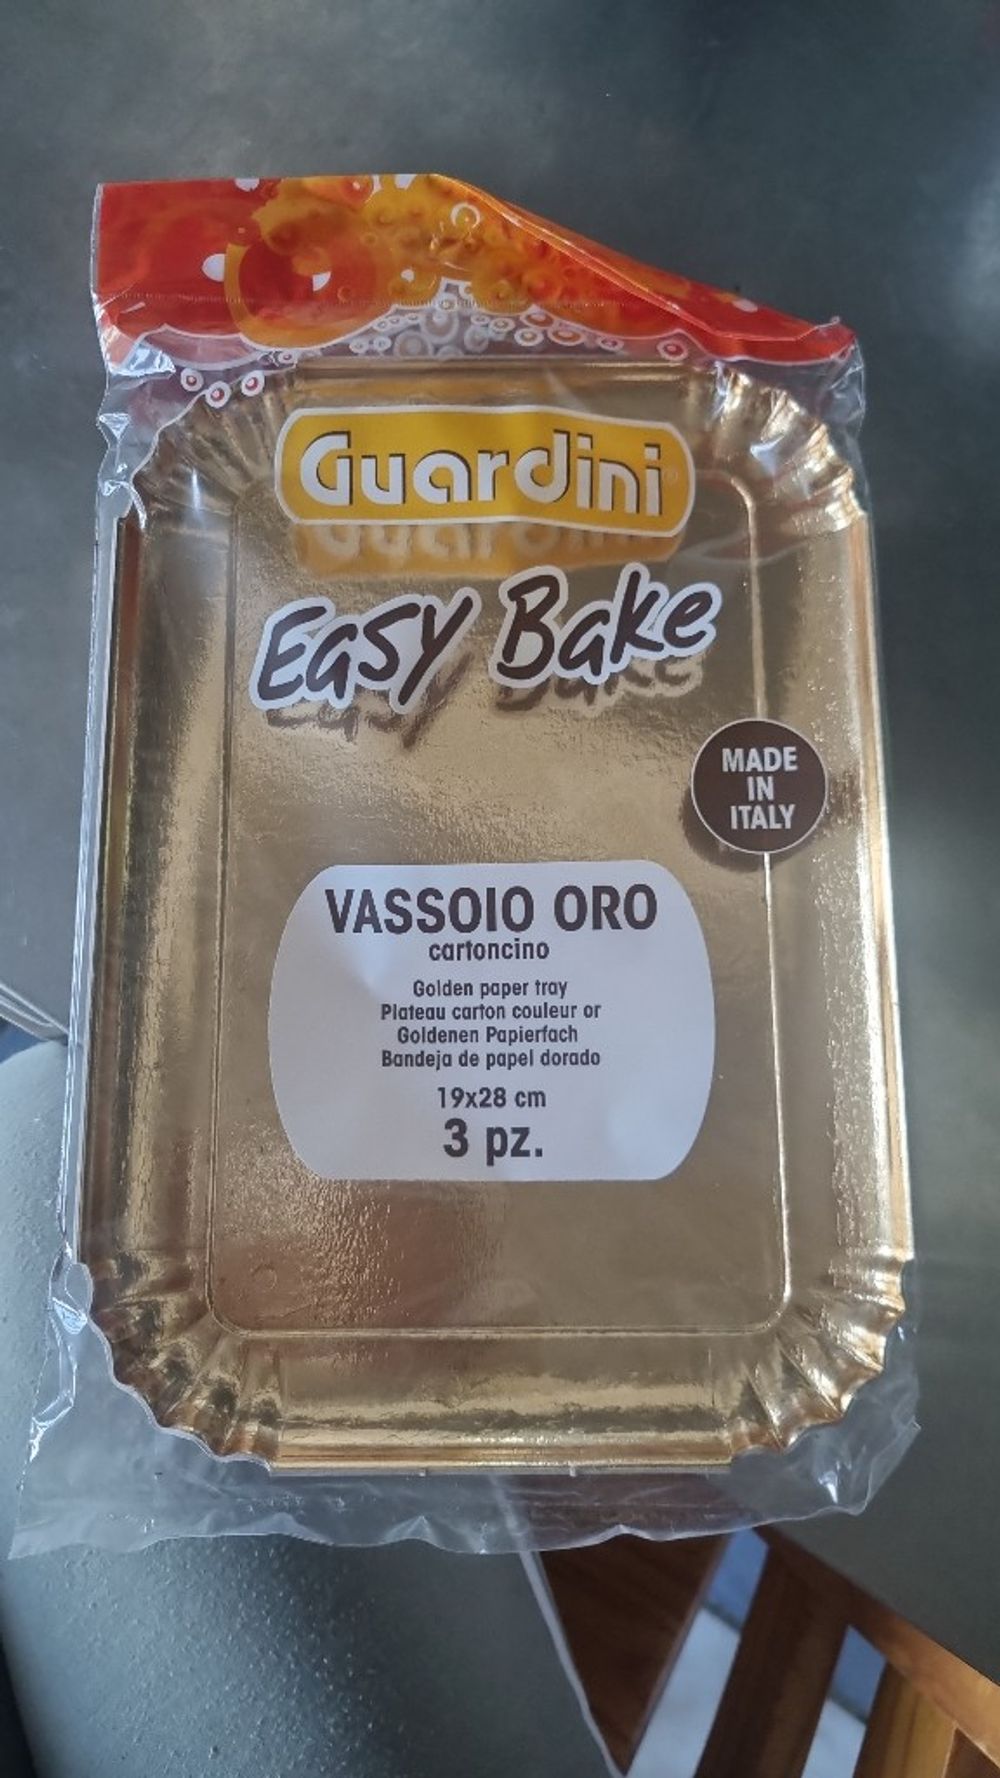 Guardini
Easy Bake
MADE
IN
ITALY
VASSOIO ORO
cartoncino
Golden paper tray
Plateau carton couleur or
Goldenen Papierfach
Bandeja de papel dorado
19x28 cm
3 pz.